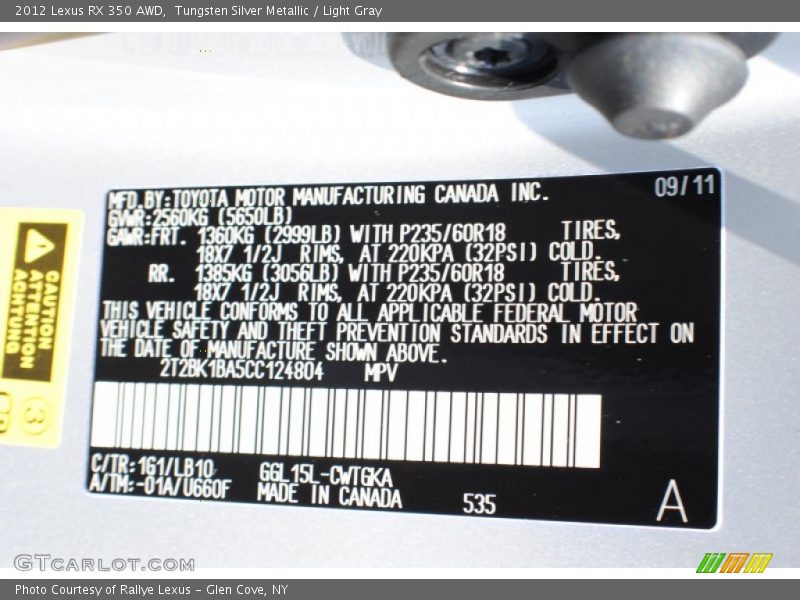 2012 Lexus RX 350 AWD,  Tungsten Silver Metallic / Light Gray
09/11
MFD.BY:TOYOTA MOTOR MANUFACTURING CANADA INC.
GVWR:2560KG (5650LB)
GAWR:FRT. 1360KG (2999LB) WITH P235/60R18 TIRES,
18X7 1/2J RIMS, AT 220KPA (32PSI) COLD.
RR. 1385KG (3056LB) WITH P235/60R18 TIRES,
18X7 1/2J RIMS, AT 220KPA (32PSI) COLD.
THIS VEHICLE CONFORMS TO ALL APPLICABLE FEDERAL MOTOR
VEHICLE SAFETY AND THEFT PREVENTION STANDARDS IN EFFECT ON
THE DATE OF MANUFACTURE SHOWN ABOVE.
2T2BK1BA5CC124804 MPV
C/TR:1G1/LB10 GGL15L-CWTGKA
A/TM:-01A/U660F MADE IN CANADA 535
A
CAUTION
ATTENTION
ACHTUNG
3
GTCARLOT.COM
Photo Courtesy of Rallye Lexus - Glen Cove, NY